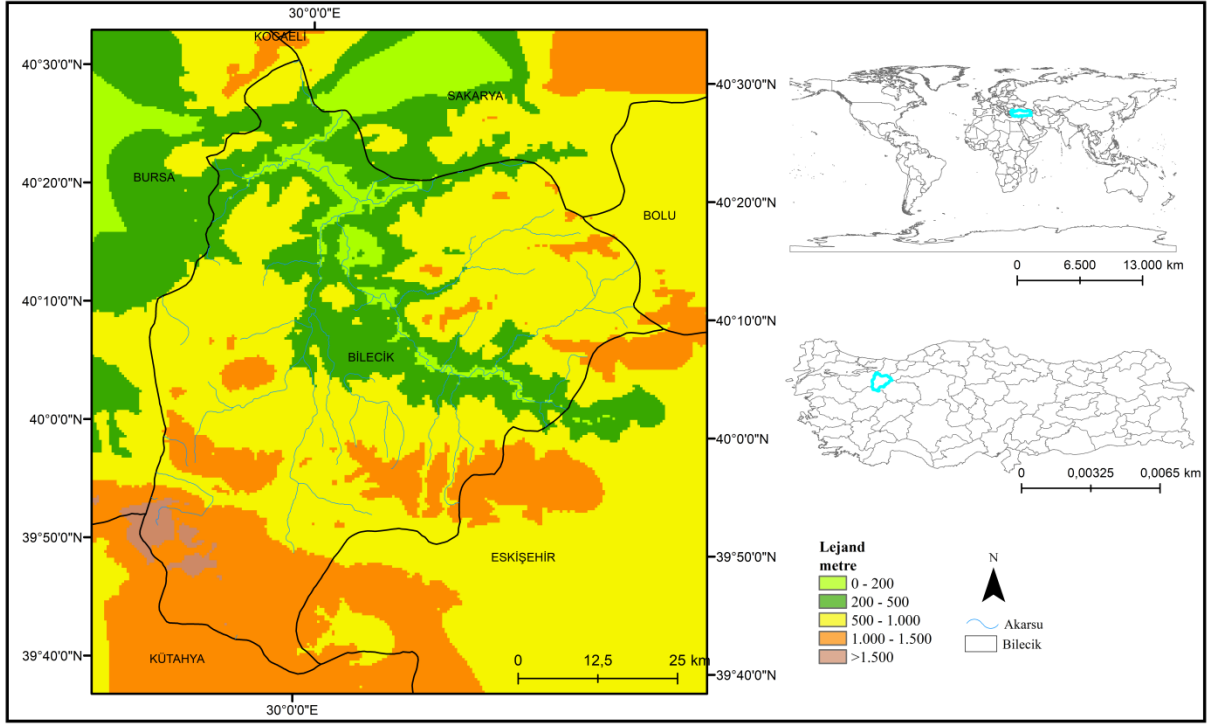 30°0'0"E
KOCAELİ
40°30'0"N
SAKARYA
BURSA
40°20'0"N
BOLU
40°10'0"N
BİLECİK
40°0'0"N
39°50'0"N
ESKİŞEHİR
KÜTAHYA
39°40'0"N
0 12,5 25 km
30°0'0"E
40°30'0"N
40°20'0"N
40°10'0"N
40°0'0"N
39°50'0"N
39°40'0"N
0 6.500 13.000 km
0 0,00325 0,0065 km
Lejand
metre
0 - 200
200 - 500
500 - 1.000
1.000 - 1.500
>1.500
N
Akarsu
Bilecik